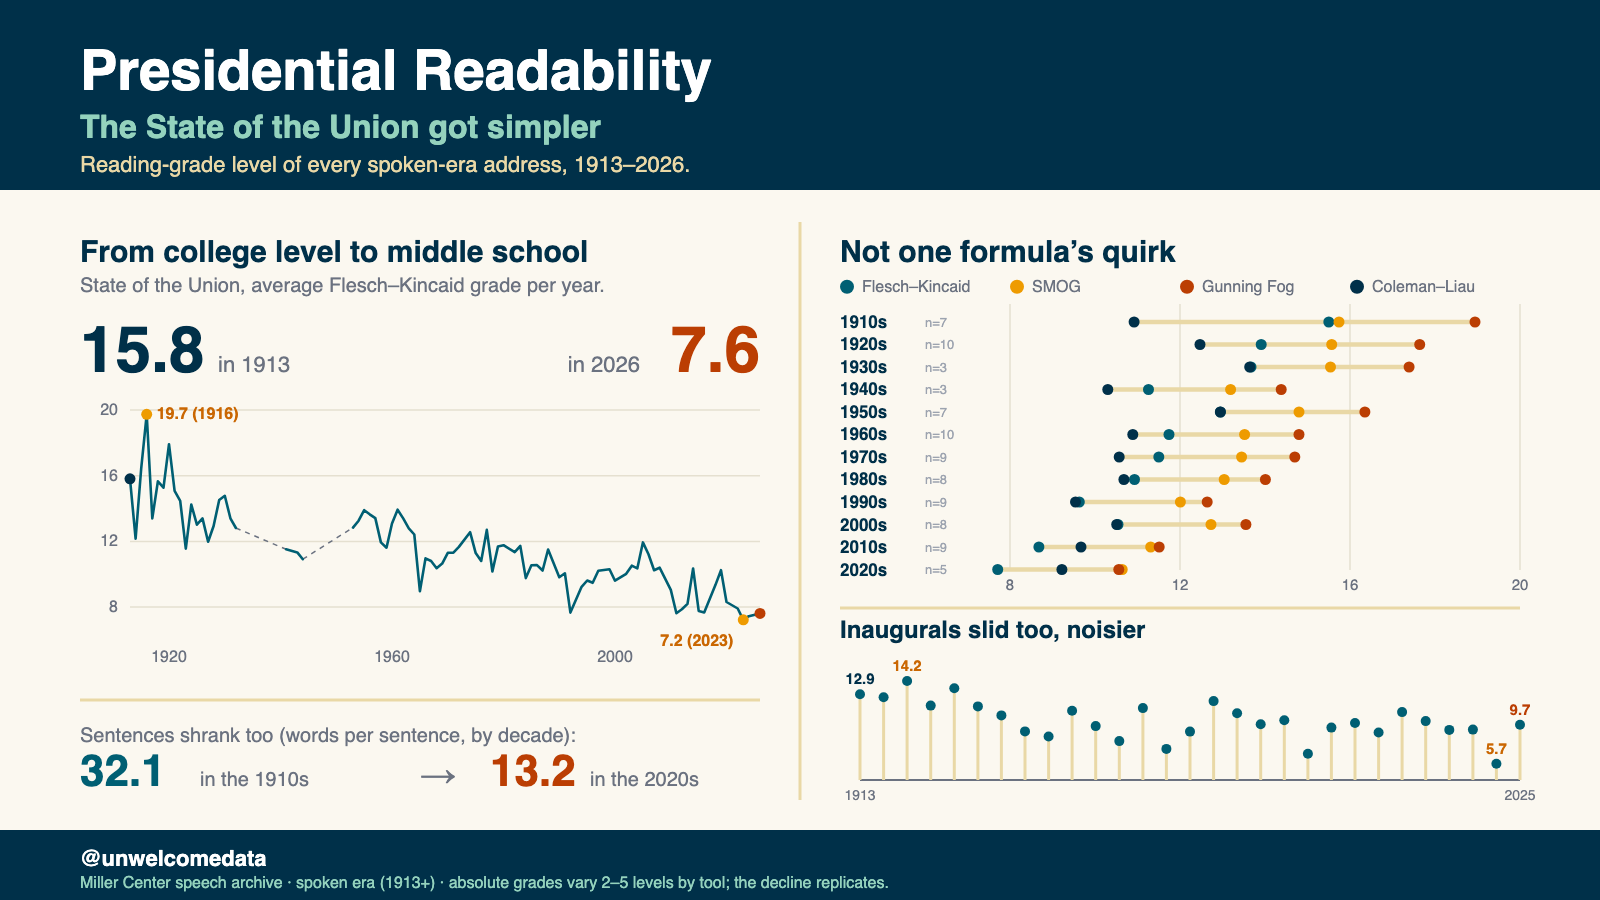 Presidential Readability
The State of the Union got simpler
Reading-grade level of every spoken-era address, 1913–2026.
From college level to middle school
State of the Union, average Flesch–Kincaid grade per year.
15.8 in 1913
in 2026 7.6
20
19.7 (1916)
16
12
8
7.2 (2023)
1920 1960 2000
Sentences shrank too (words per sentence, by decade):
32.1 in the 1910s → 13.2 in the 2020s
Not one formula’s quirk
Flesch–Kincaid SMOG Gunning Fog Coleman–Liau
1910s n=7
1920s n=10
1930s n=3
1940s n=3
1950s n=7
1960s n=10
1970s n=9
1980s n=8
1990s n=9
2000s n=8
2010s n=9
2020s n=5
8 12 16 20
Inaugurals slid too, noisier
12.9 14.2 5.7 9.7
1913 2025
@unwelcomedata
Miller Center speech archive · spoken era (1913+) · absolute grades vary 2–5 levels by tool; the decline replicates.